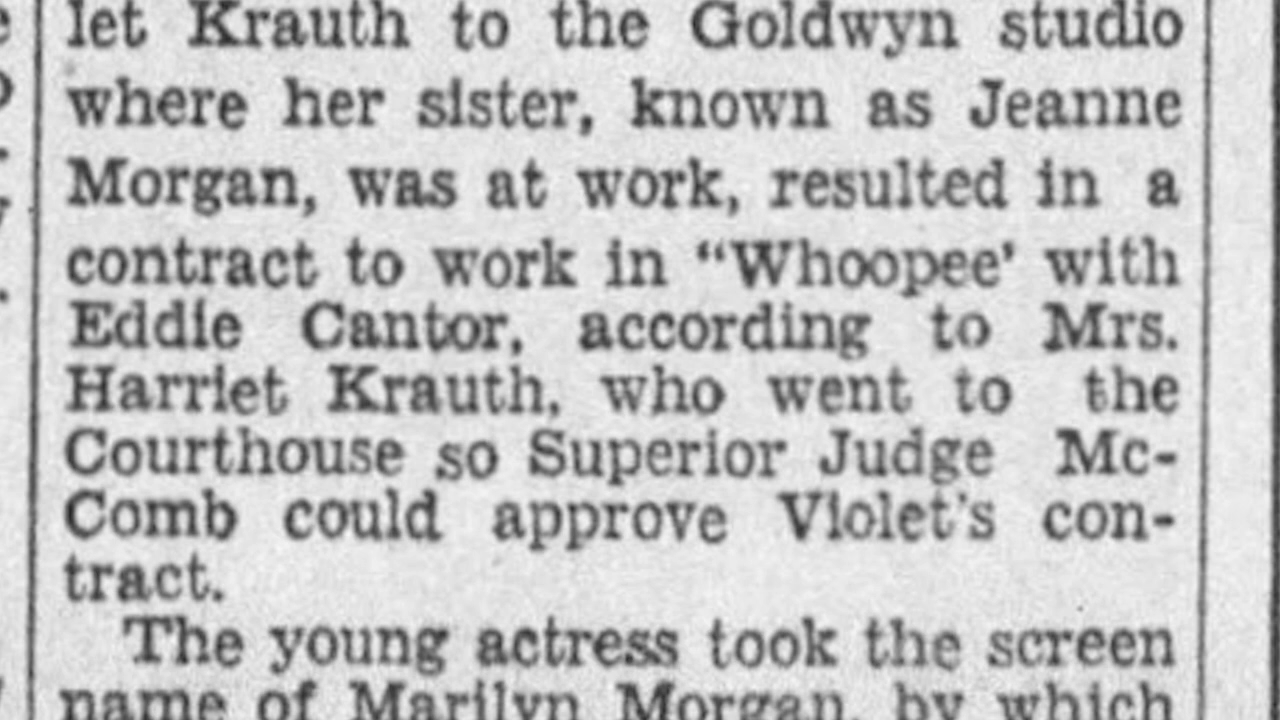 let Krauth to the Goldwyn studio
where her sister, known as Jeanne
Morgan, was at work, resulted in a
contract to work in “Whoopee’ with
Eddie Cantor, according to Mrs.
Harriet Krauth, who went to the
Courthouse so Superior Judge Mc-
Comb could approve Violet's con-
tract.
The young actress took the screen
name of Marilyn Morgan, by which